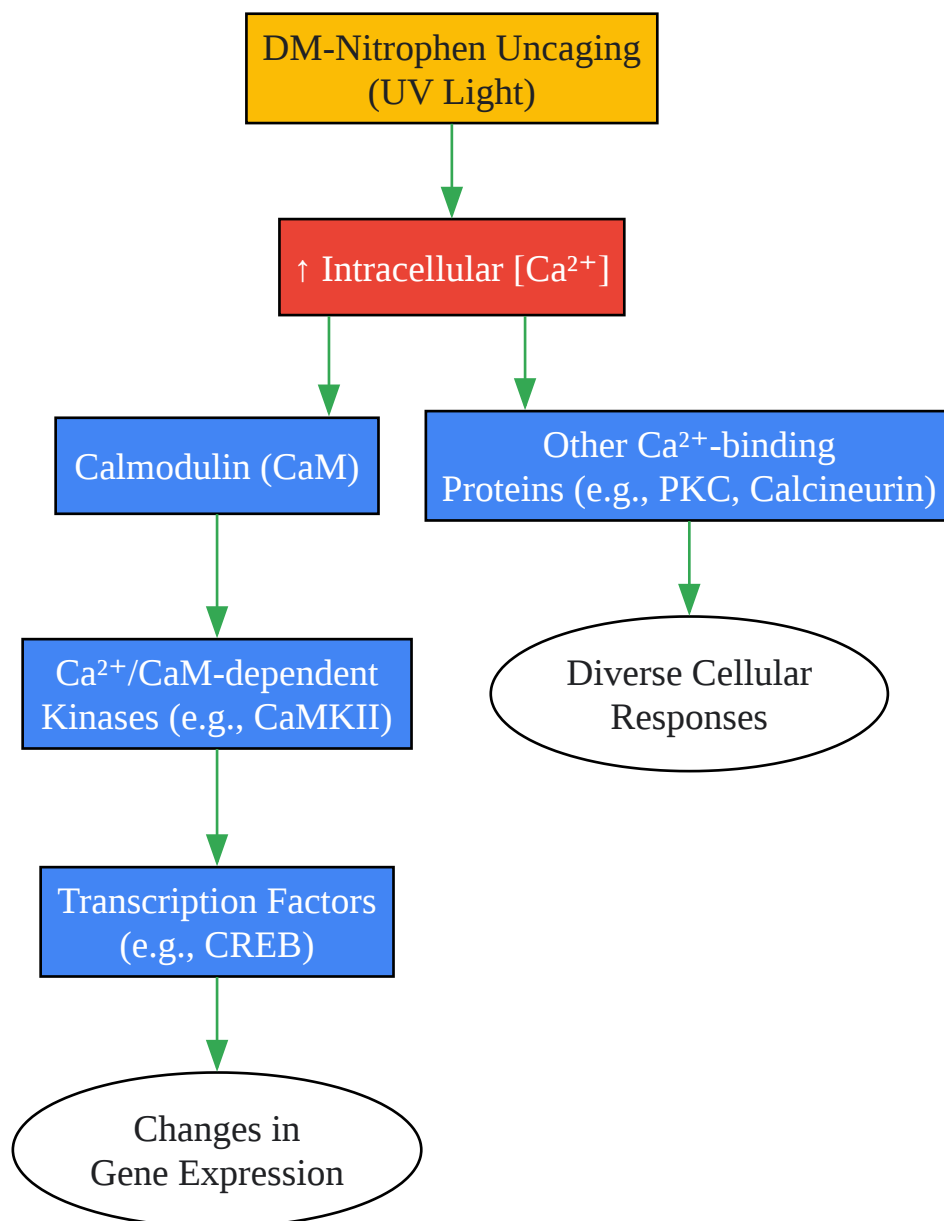 DM-Nitrophen Uncaging
(UV Light)
↑ Intracellular [Ca²⁺]
Calmodulin (CaM)
Other Ca²⁺-binding
Proteins (e.g., PKC, Calcineurin)
Ca²⁺/CaM-dependent
Kinases (e.g., CaMKII)
Diverse Cellular
Responses
Transcription Factors
(e.g., CREB)
Changes in
Gene Expression